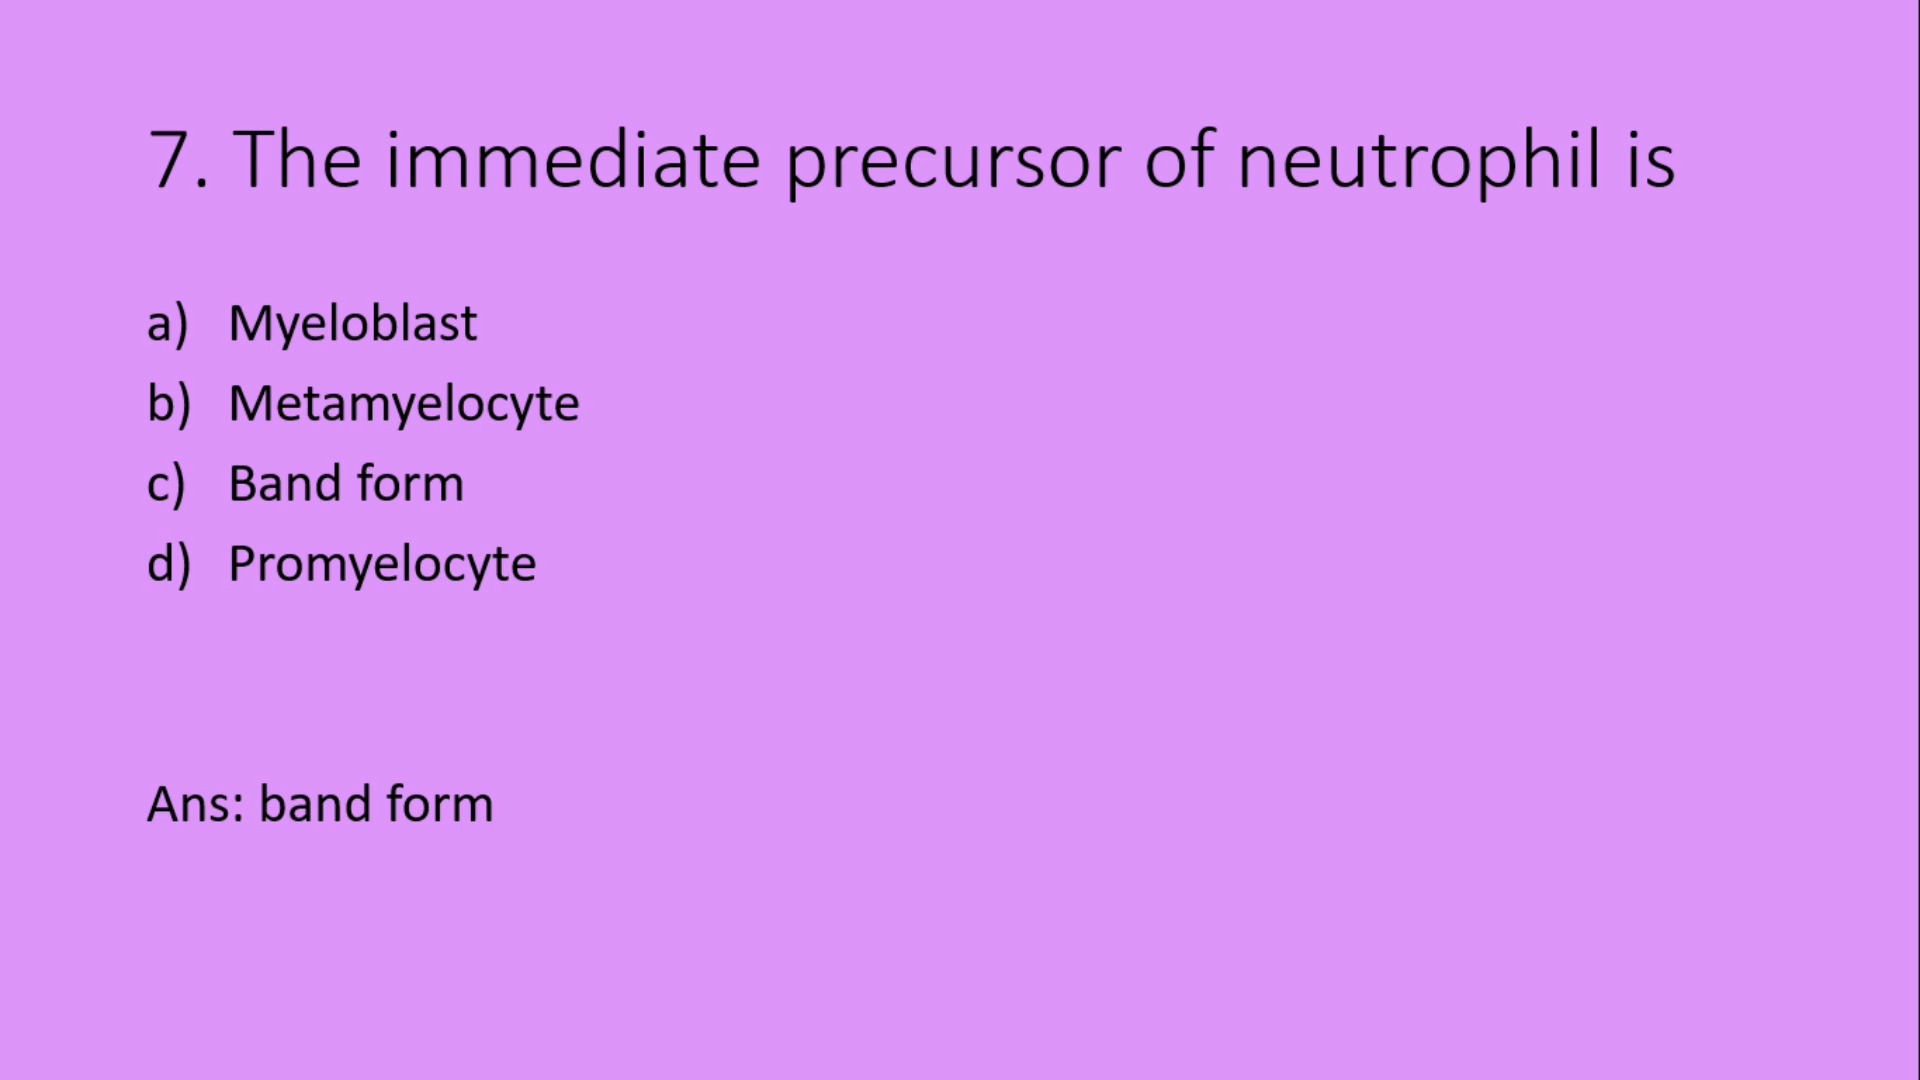 7. The immediate precursor of neutrophil is
a) Myeloblast
b) Metamyelocyte
c) Band form
d) Promyelocyte
Ans: band form